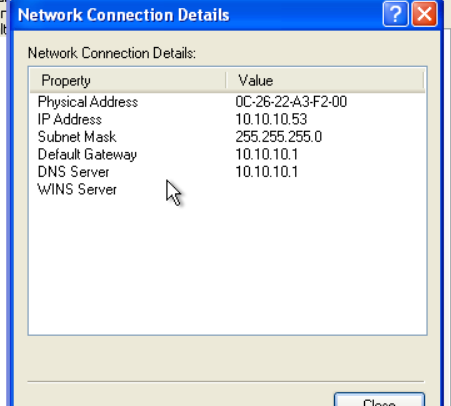 Network Connection Details
Network Connection Details:
Property Value
Physical Address 0C-26-22-A3-F2-00
IP Address 10.10.10.53
Subnet Mask 255.255.255.0
Default Gateway 10.10.10.1
DNS Server 10.10.10.1
WINS Server
Close